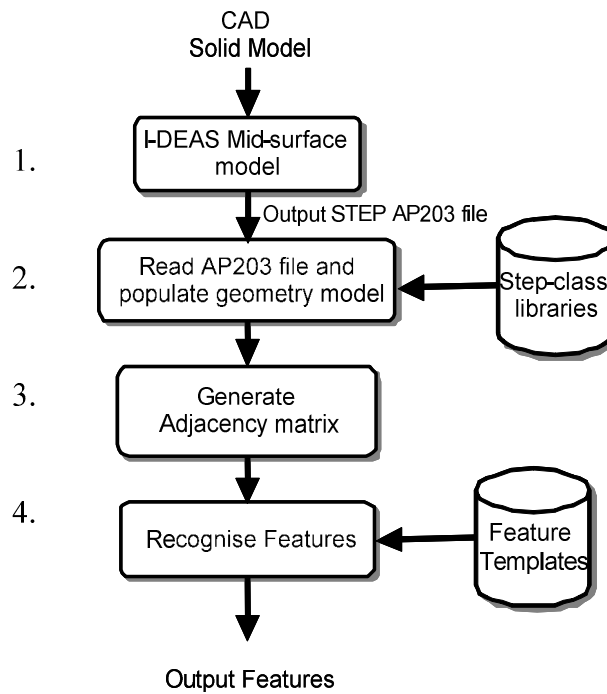 CAD
Solid Model
1.
I-DEAS Mid-surface
model
Output STEP AP203 file
2.
Read AP203 file and
populate geometry model
Step-class
libraries
3.
Generate
Adjacency matrix
4.
Recognise Features
Feature
Templates
Output Features